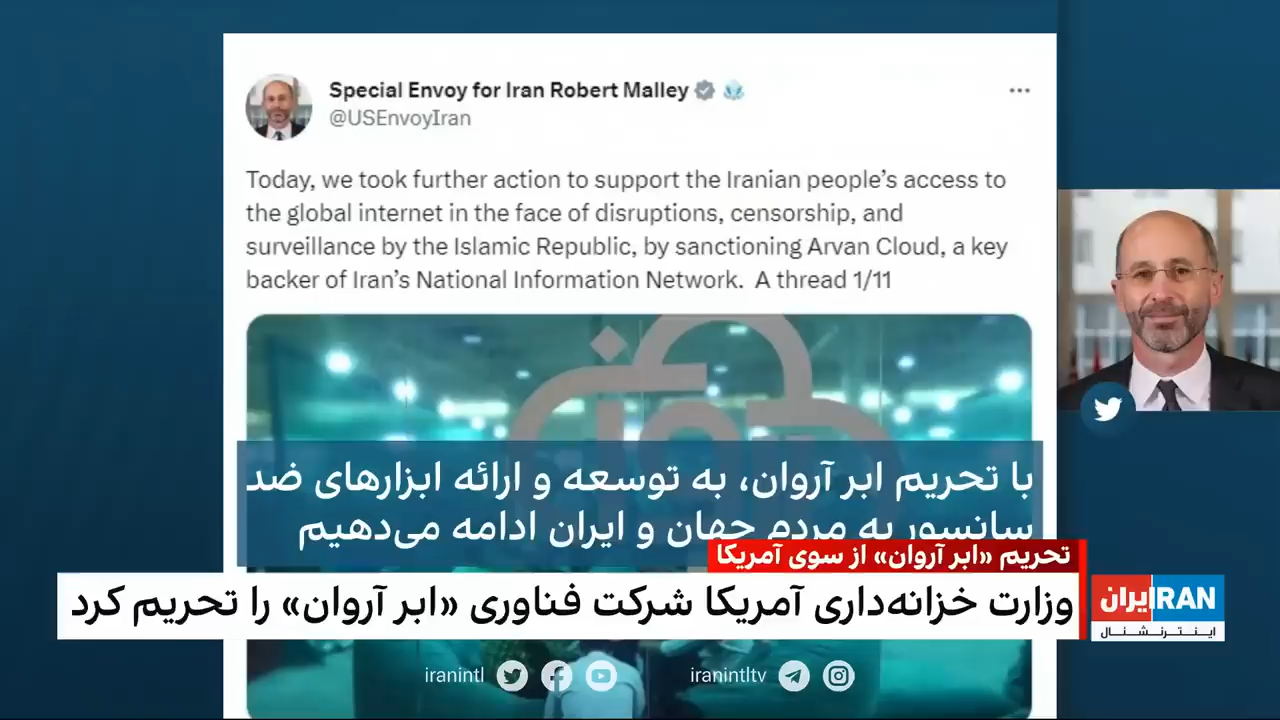 Special Envoy for Iran Robert Malley
@USEnvoyIran
Today, we took further action to support the Iranian people's access to
the global internet in the face of disruptions, censorship, and
surveillance by the Islamic Republic, by sanctioning Arvan Cloud, a key
backer of Iran's National Information Network. A thread 1/11
با تحریم ابر آروان، به توسعه و ارائه ابزارهای ضد
سانسور به مردم جهان و ایران ادامه می‌دهیم
تحریم «ابر آروان» از سوی آمریکا
وزارت خزانه‌داری آمریکا شرکت فناوری «ابر آروان» را تحریم کرد
ایران IRAN
اینترنشنال
iranintl
iranintltv